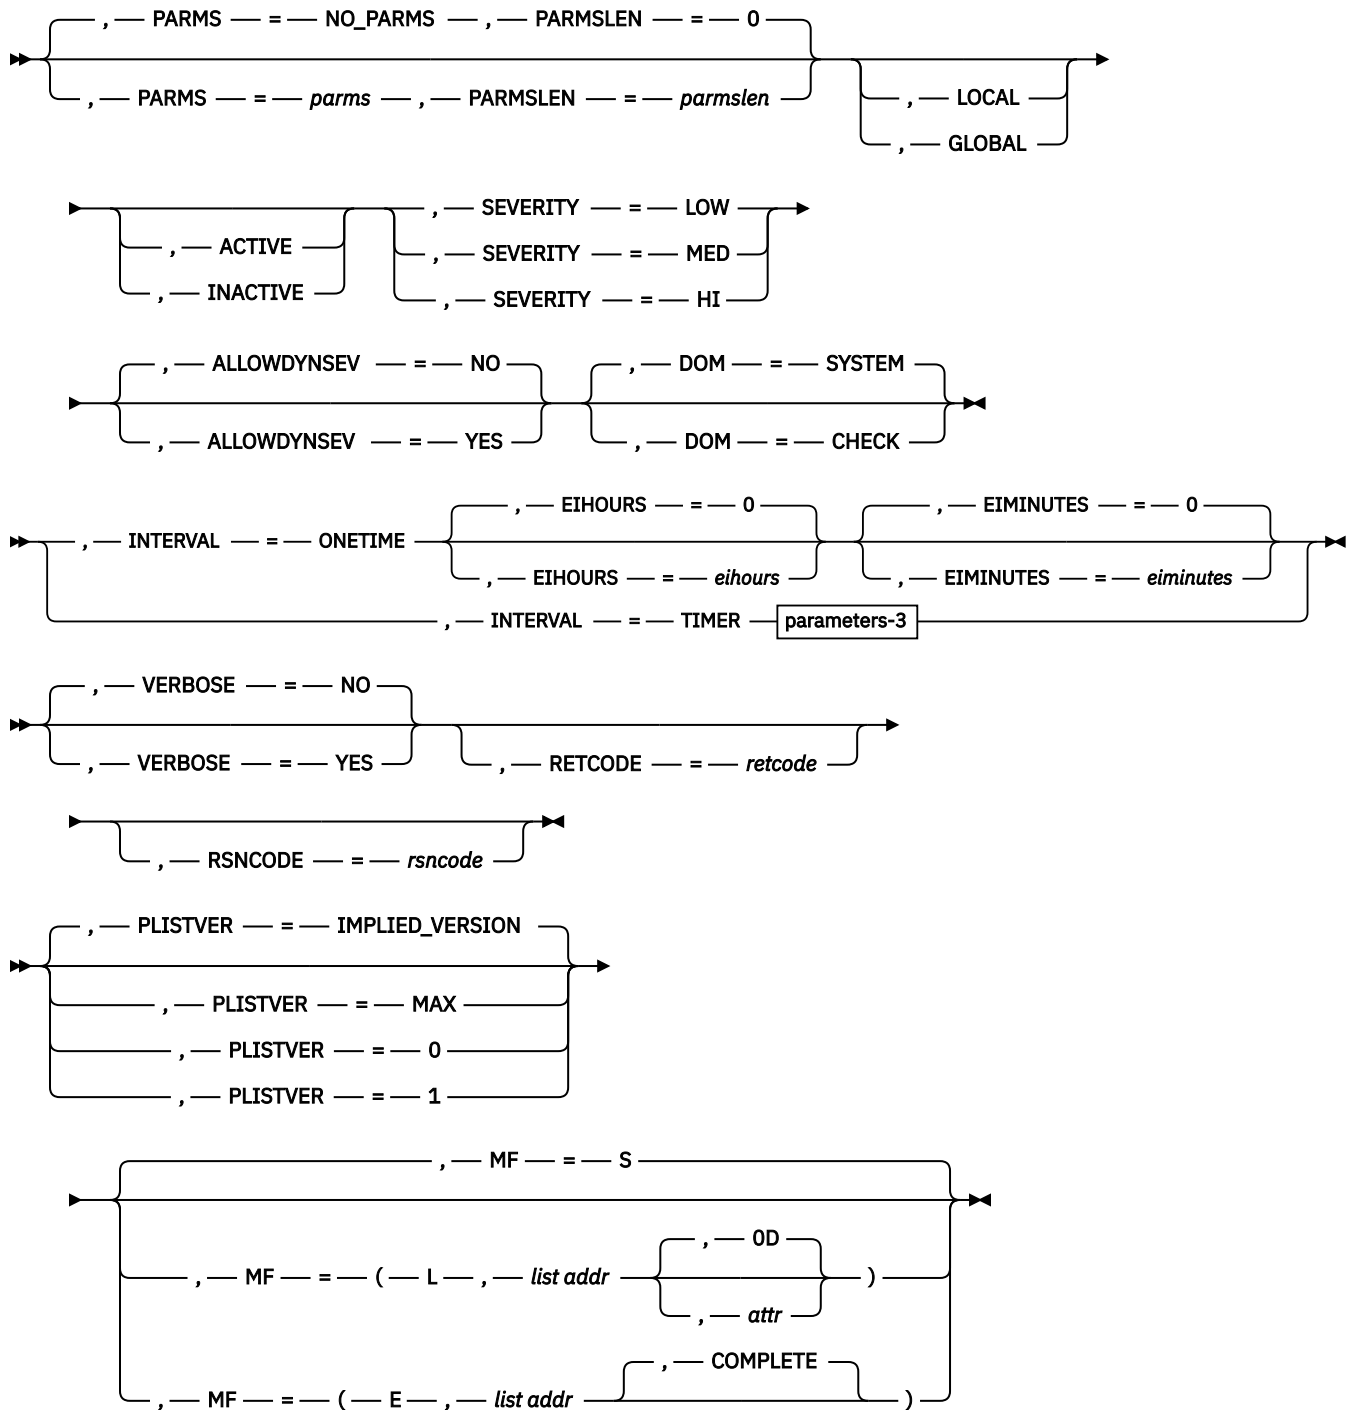 , PARMS = NO_PARMS , PARMSLEN = 0
, PARMS = parms , PARMSLEN = parmslen
, LOCAL
, GLOBAL
, ACTIVE
, INACTIVE
, SEVERITY = LOW
, SEVERITY = MED
, SEVERITY = HI
, ALLOWDYNSEV = NO
, ALLOWDYNSEV = YES
, DOM = SYSTEM
, DOM = CHECK
, INTERVAL = ONETIME
, EIHOURS = 0
, EIHOURS = eihours
, EIMINUTES = 0
, EIMINUTES = eiminutes
, INTERVAL = TIMER parameters-3
, VERBOSE = NO
, VERBOSE = YES
, RETCODE = retcode
, RSNCODE = rsncode
, PLISTVER = IMPLIED_VERSION
, PLISTVER = MAX
, PLISTVER = 0
, PLISTVER = 1
, MF = S
, MF = ( L , list addr
, 0D
, attr
)
, MF = ( E , list addr
, COMPLETE
)